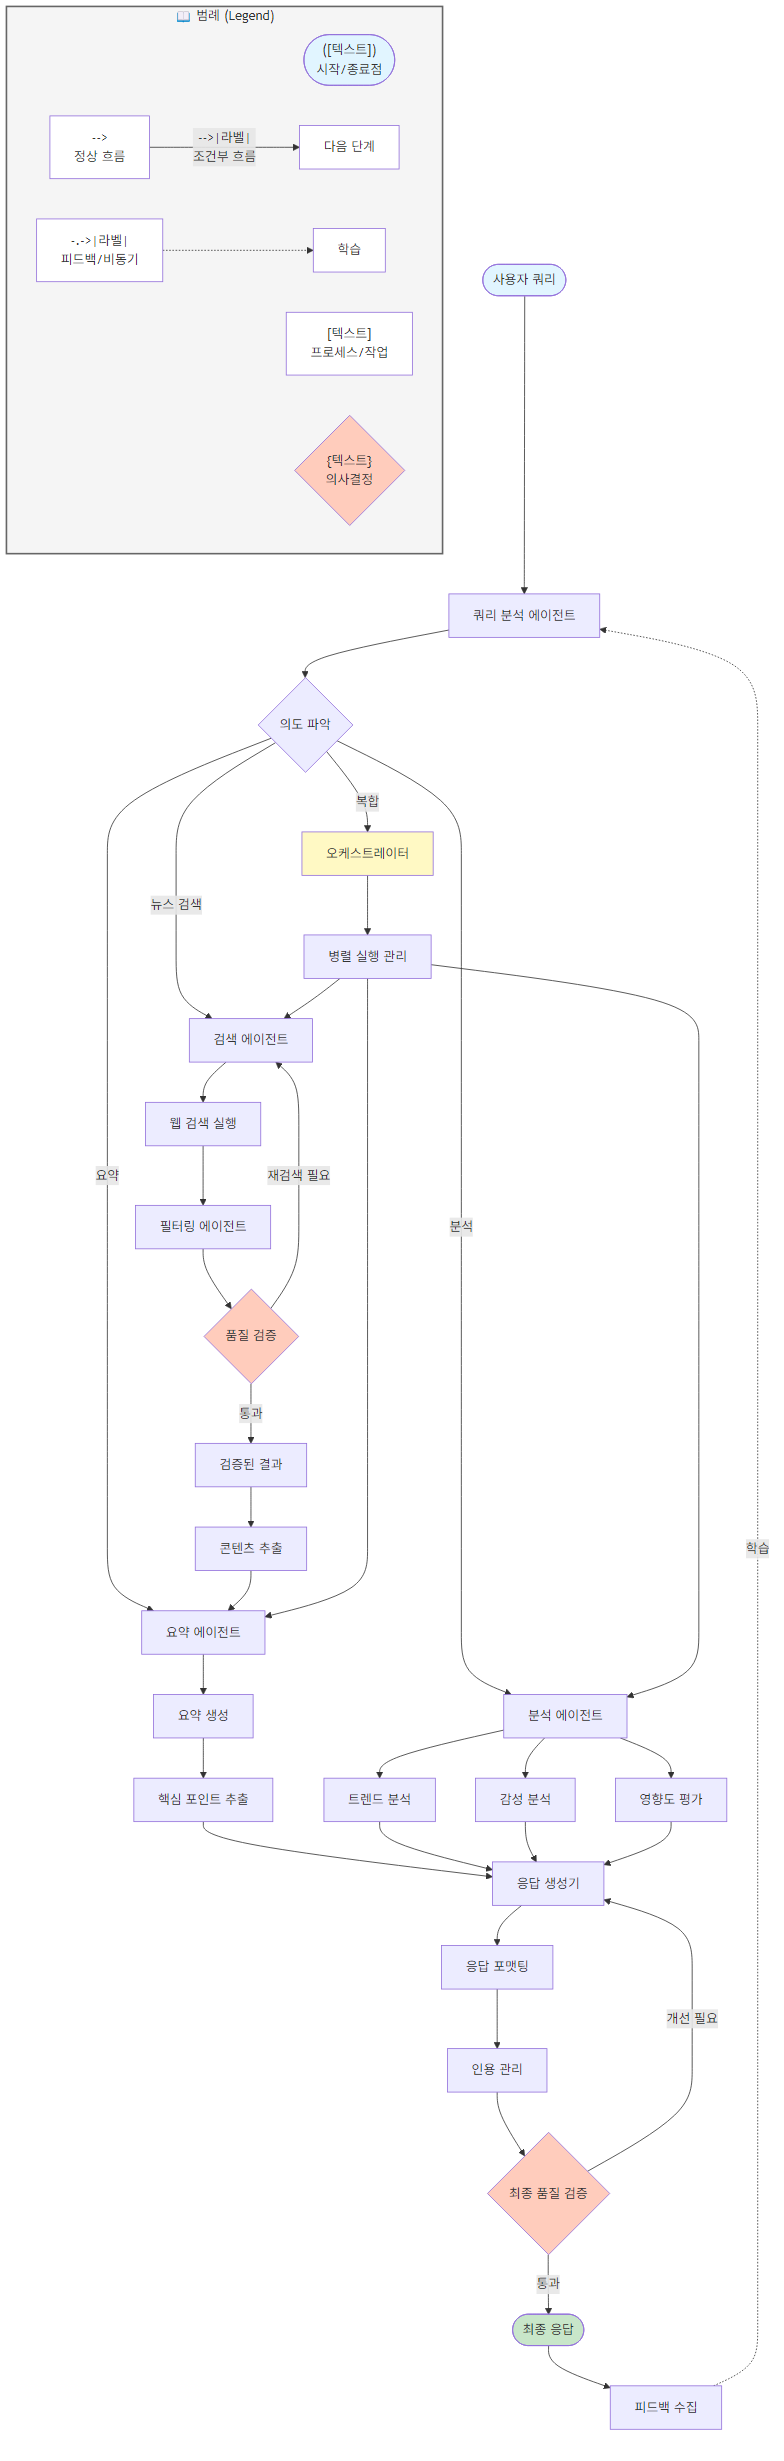 📖 범례 (Legend)
([텍스트])
시작/종료점
-->
정상 흐름
-->|라벨|
조건부 흐름
다음 단계
-.->|라벨|
피드백/비동기
학습
[텍스트]
프로세스/작업
{텍스트}
의사결정
사용자 쿼리
쿼리 분석 에이전트
의도 파악
복합
오케스트레이터
뉴스 검색
병렬 실행 관리
검색 에이전트
웹 검색 실행
요약
재검색 필요
필터링 에이전트
분석
품질 검증
통과
검증된 결과
콘텐츠 추출
학습
요약 에이전트
요약 생성
분석 에이전트
핵심 포인트 추출
트렌드 분석
감성 분석
영향도 평가
응답 생성기
응답 포맷팅
개선 필요
인용 관리
최종 품질 검증
통과
최종 응답
피드백 수집